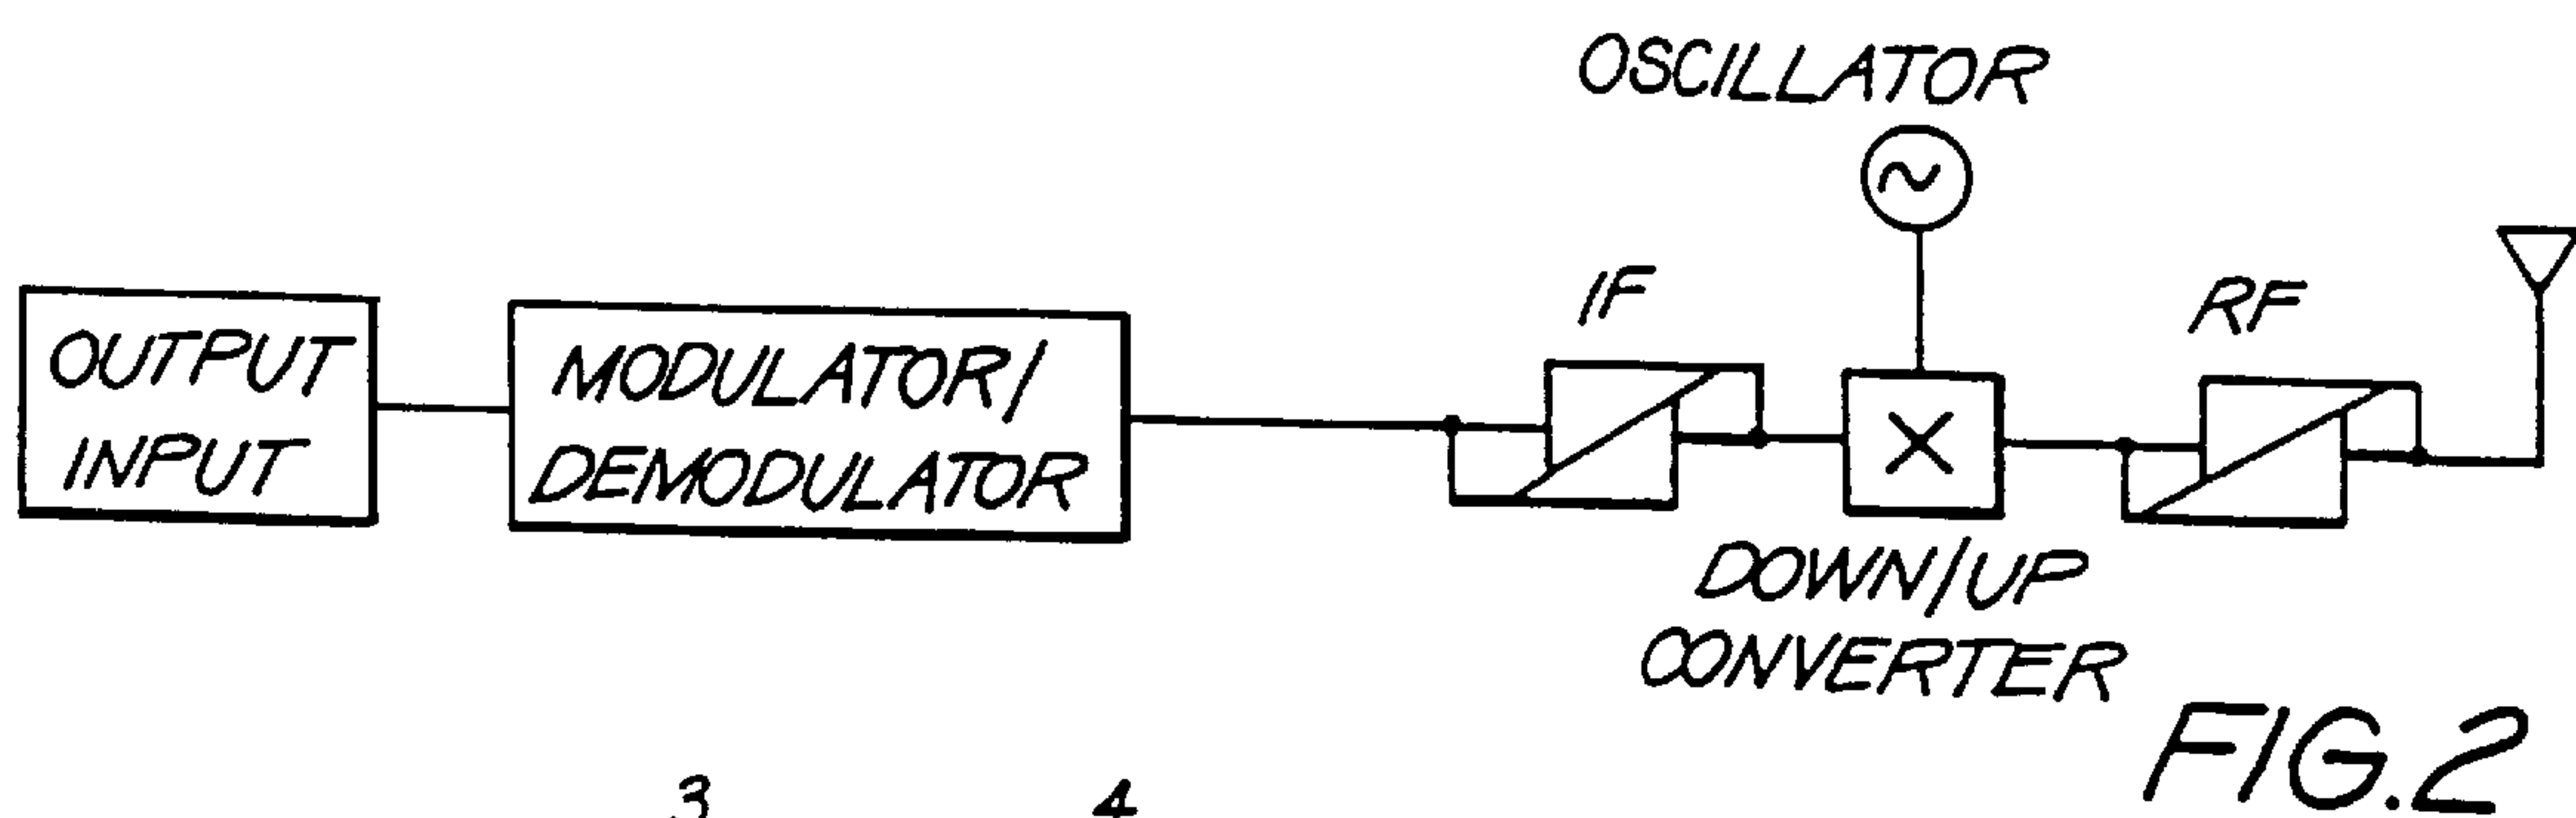 OSCILLATOR
IF
RF
OUTPUT
INPUT
MODULATOR/
DEMODULATOR
DOWN/UP
CONVERTER
FIG.2
3
4